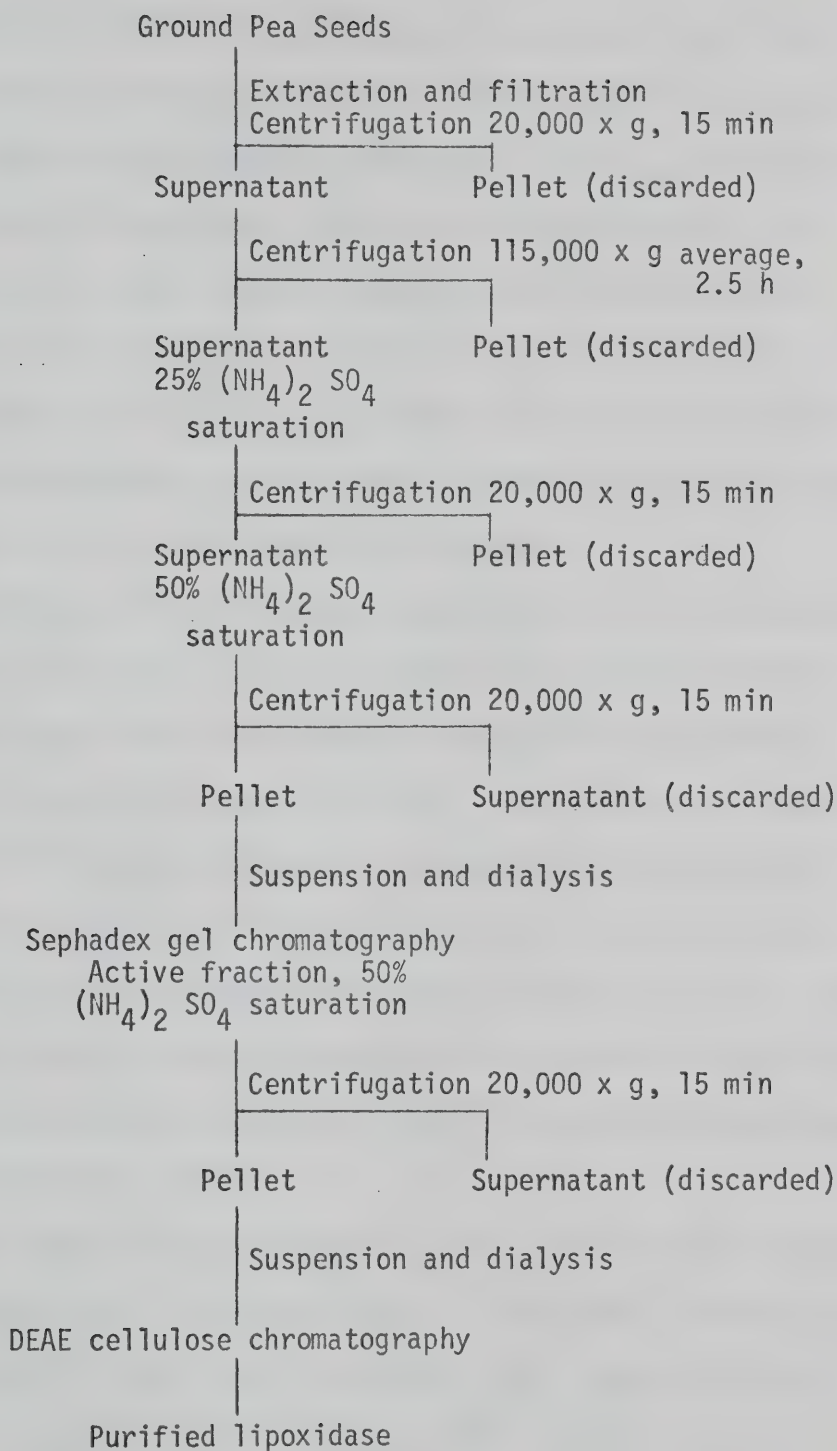 Ground Pea Seeds
Extraction and filtration
Centrifugation 20,000 x g, 15 min
Supernatant Pellet (discarded)
Centrifugation 115,000 x g average,
2.5 h
Supernatant Pellet (discarded)
25% (NH4)2 SO4
saturation
Centrifugation 20,000 x g, 15 min
Supernatant Pellet (discarded)
50% (NH4)2 SO4
saturation
Centrifugation 20,000 x g, 15 min
Pellet Supernatant (discarded)
Suspension and dialysis
Sephadex gel chromatography
Active fraction, 50%
(NH4)2 SO4 saturation
Centrifugation 20,000 x g, 15 min
Pellet Supernatant (discarded)
Suspension and dialysis
DEAE cellulose chromatography
Purified lipoxidase